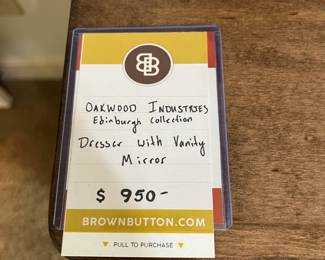 BB
OAKWOOD INDUSTRIES
Edinburgh Collection
Dresser with Vanity
Mirror
$ 950-
BROWNBUTTON.COM
▼ PULL TO PURCHASE ▼